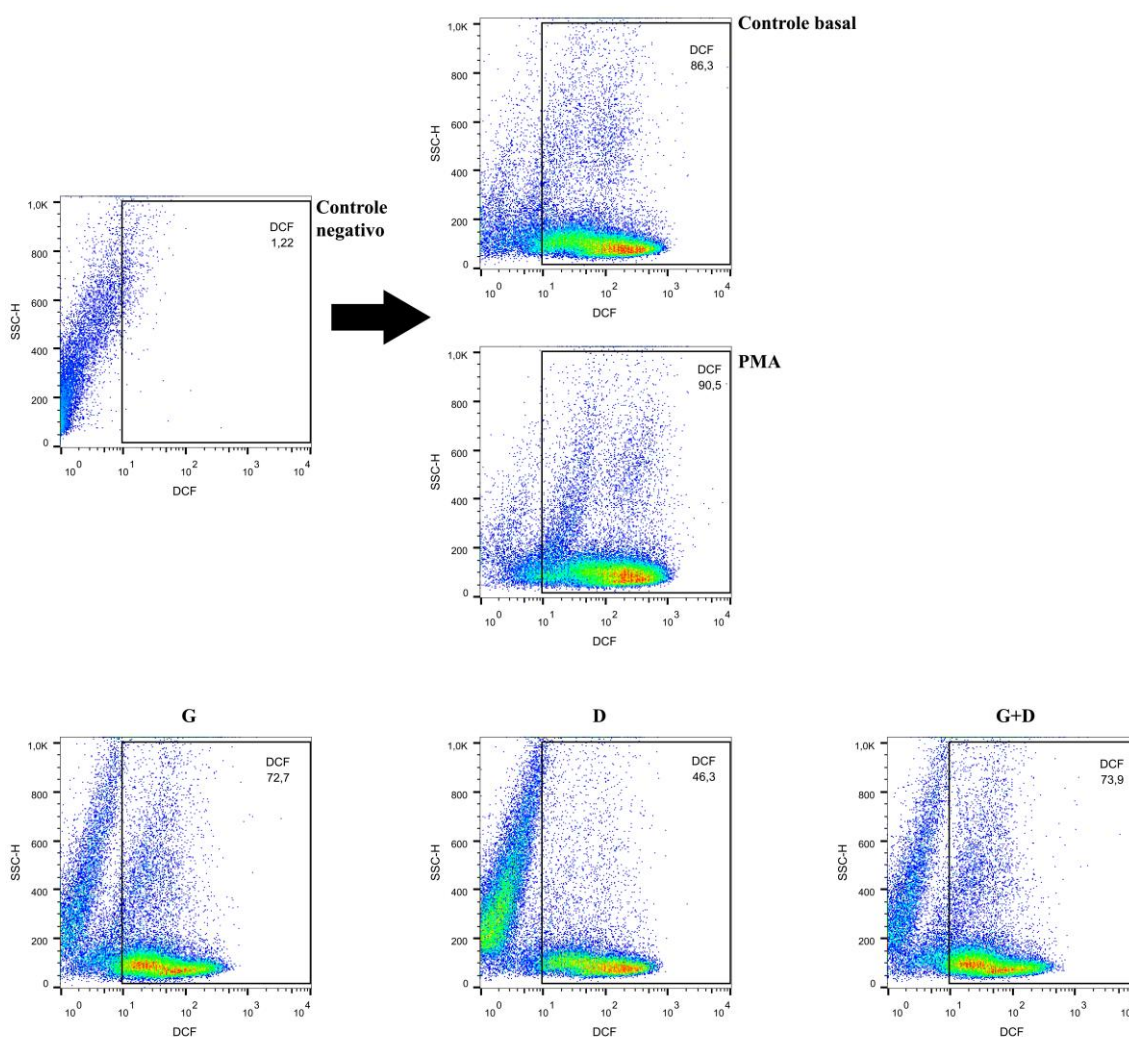 Controle basal
1,0K
800
600
400
200
0
SSC-H
DCF
86,3
10^0 10^1 10^2 10^3 10^4
DCF
Controle
negativo
1,0K
800
600
400
200
0
SSC-H
DCF
1,22
10^0 10^1 10^2 10^3 10^4
DCF
PMA
1,0K
800
600
400
200
0
SSC-H
DCF
90,5
10^0 10^1 10^2 10^3 10^4
DCF
G
1,0K
800
600
400
200
0
SSC-H
DCF
72,7
10^0 10^1 10^2 10^3 10^4
DCF
D
1,0K
800
600
400
200
0
SSC-H
DCF
46,3
10^0 10^1 10^2 10^3 10^4
DCF
G+D
1,0K
800
600
400
200
0
SSC-H
DCF
73,9
10^0 10^1 10^2 10^3 10^4
DCF